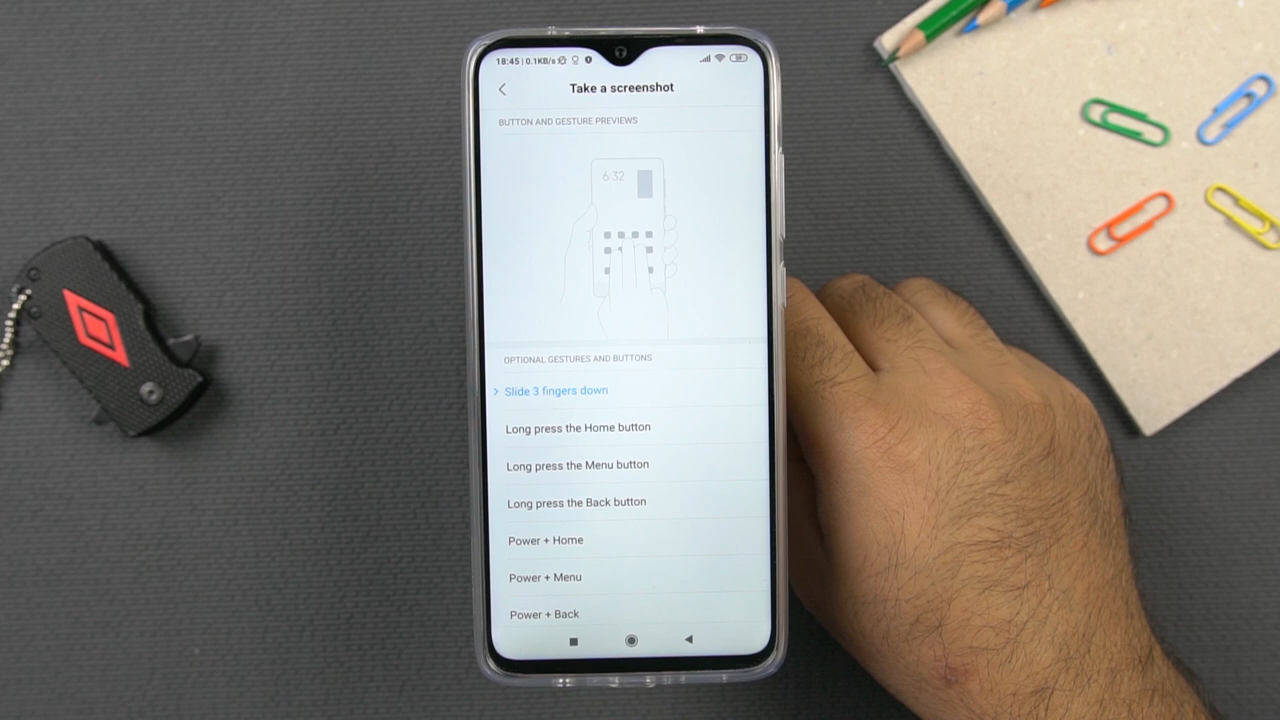 18:45 | 0.1KB/s
59
Take a screenshot
BUTTON AND GESTURE PREVIEWS
6:32
OPTIONAL GESTURES AND BUTTONS
Slide 3 fingers down
Long press the Home button
Long press the Menu button
Long press the Back button
Power + Home
Power + Menu
Power + Back